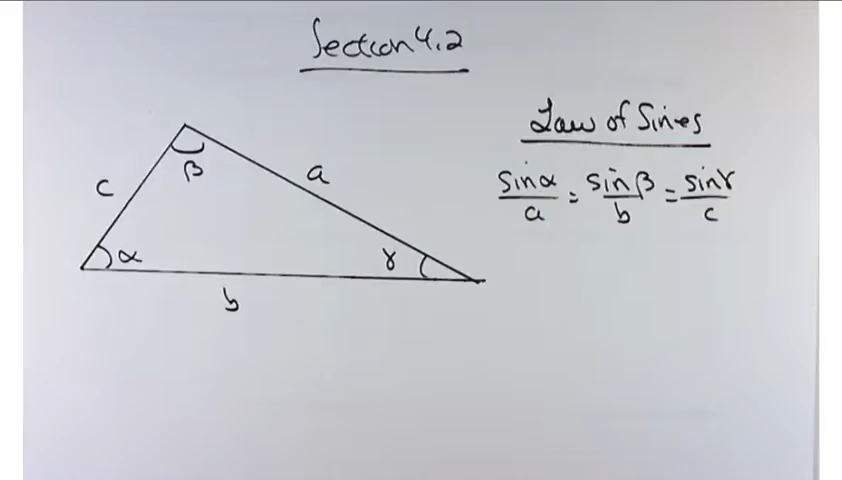 Section 4.2
Law of Sines
sinα/a = sinβ/b = sinγ/c
β
a
c
α
γ
b